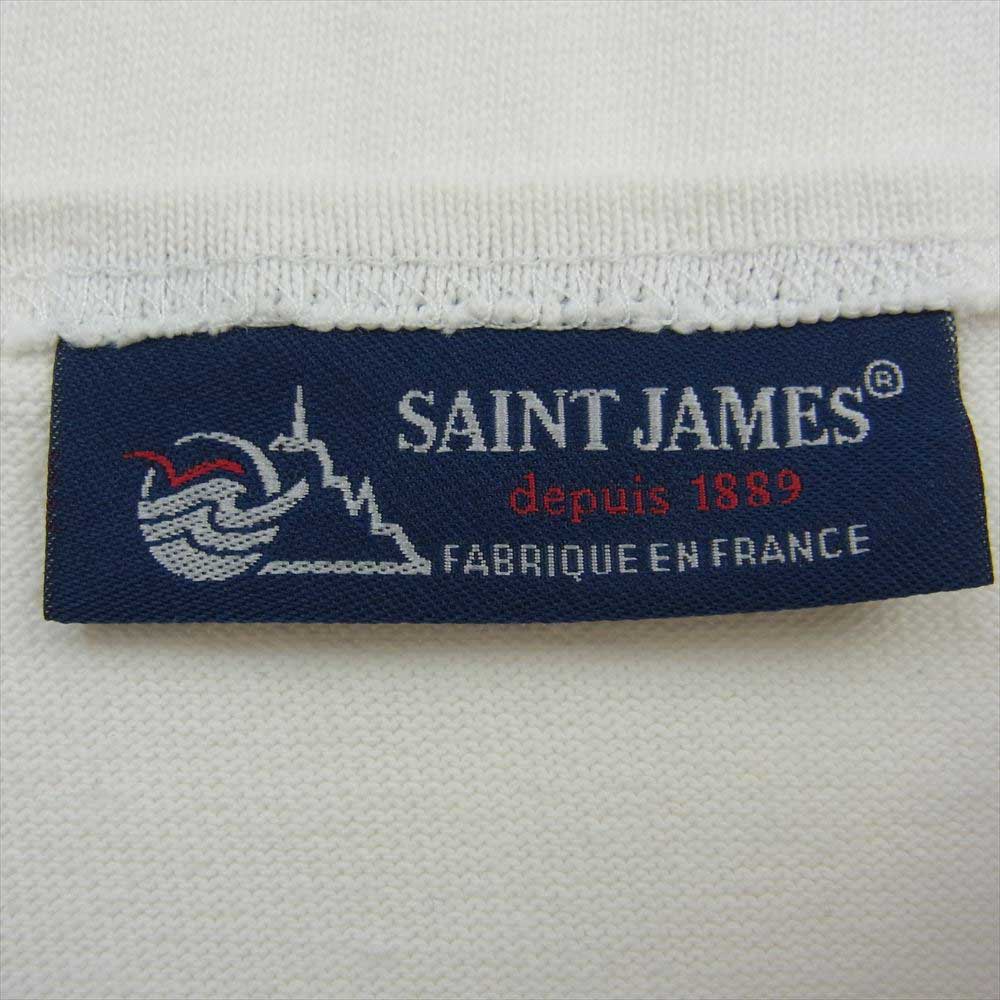 SAINT JAMES®
depuis 1889
FABRIQUE EN FRANCE